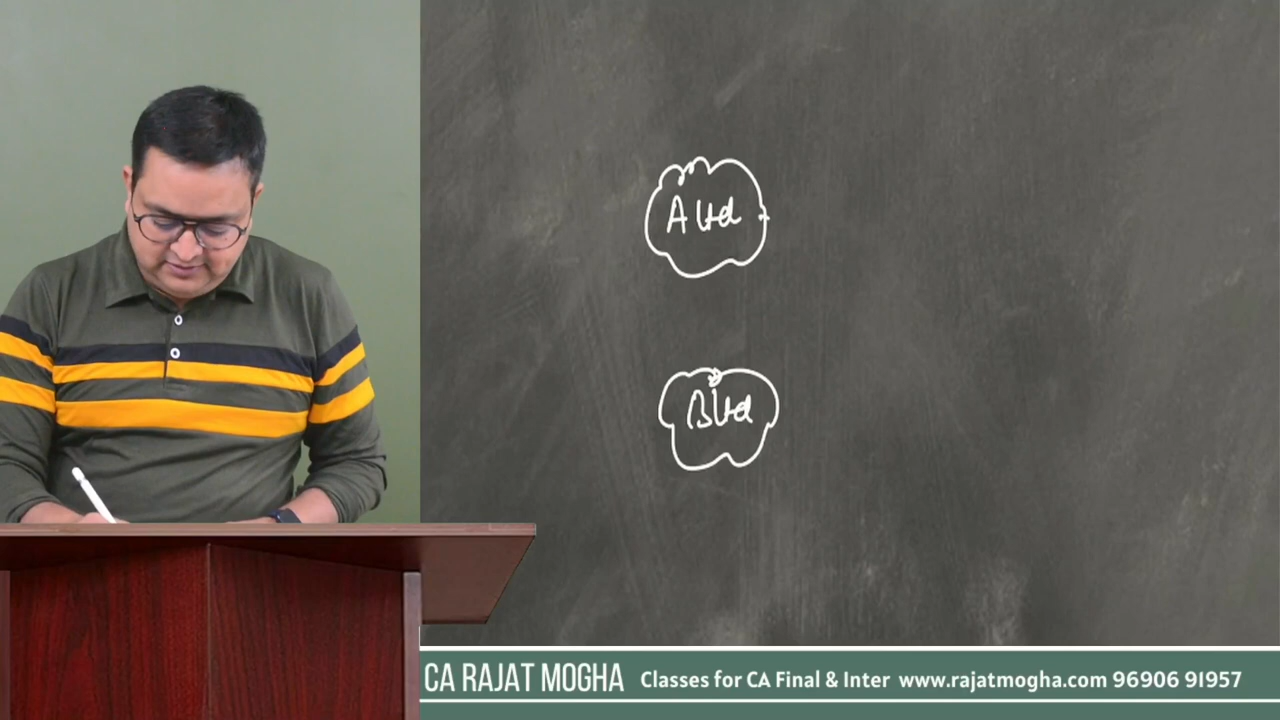 A Ltd
B Ltd
CA RAJAT MOGHA Classes for CA Final & Inter www.rajatmogha.com 96906 91957